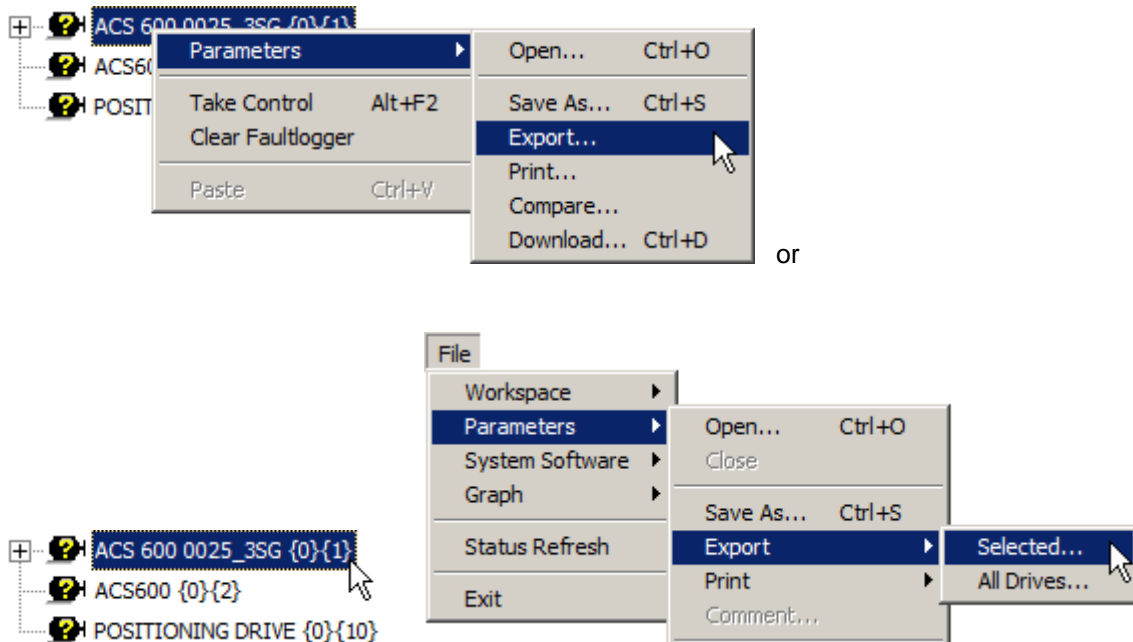 ACS 600 0025_3SG {0}{1}
Parameters
Open... Ctrl+O
ACS60
POSIT
Take Control Alt+F2
Save As... Ctrl+S
Clear Faultlogger
Export...
Print...
Paste Ctrl+V
Compare...
Download... Ctrl+D
or
File
Workspace
Parameters
Open... Ctrl+O
System Software
Close
Graph
Save As... Ctrl+S
ACS 600 0025_3SG {0}{1}
Status Refresh
Export
Selected...
ACS600 {0}{2}
Print
All Drives...
Exit
Comment...
POSITIONING DRIVE {0}{10}